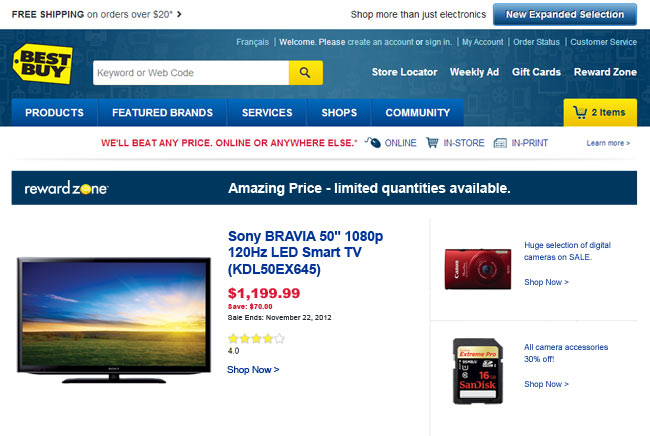 FREE SHIPPING on orders over $20* >
Shop more than just electronics
New Expanded Selection
Français | Welcome. Please create an account or sign in. | My Account | Order Status | Customer Service
BEST BUY
Keyword or Web Code
Store Locator Weekly Ad Gift Cards Reward Zone
PRODUCTS FEATURED BRANDS SERVICES SHOPS COMMUNITY
2 Items
WE'LL BEAT ANY PRICE. ONLINE OR ANYWHERE ELSE.* ONLINE IN-STORE IN-PRINT
Learn more >
reward zone
Amazing Price - limited quantities available.
Sony BRAVIA 50" 1080p
120Hz LED Smart TV
(KDL50EX645)
$1,199.99
Save: $70.00
Sale Ends: November 22, 2012
4.0
Shop Now >
SONY
Huge selection of digital
cameras on SALE.
Shop Now >
Canon
All camera accessories
30% off!
Shop Now >
Extreme Pro
16 GB
SanDisk